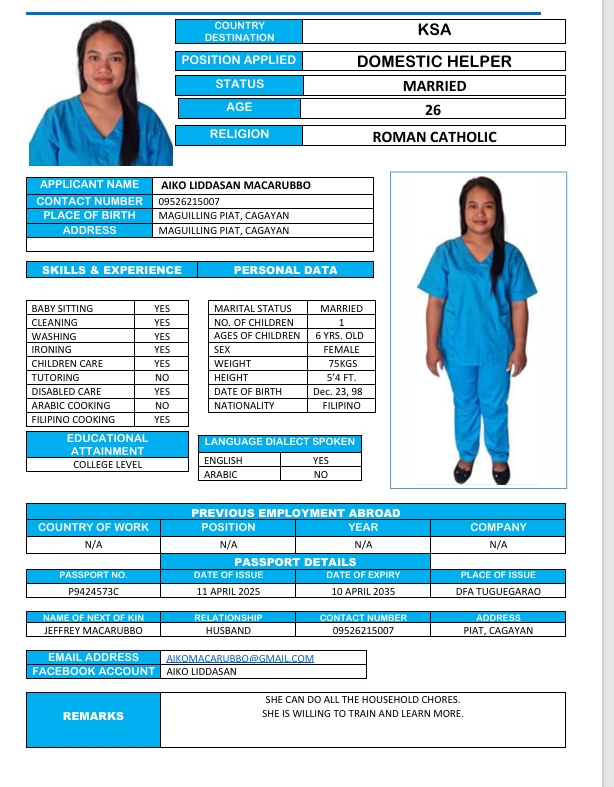 COUNTRY DESTINATION KSA
POSITION APPLIED DOMESTIC HELPER
STATUS MARRIED
AGE 26
RELIGION ROMAN CATHOLIC
APPLICANT NAME AIKO LIDDASAN MACARUBBO
CONTACT NUMBER 09526215007
PLACE OF BIRTH MAGUILLING PIAT, CAGAYAN
ADDRESS MAGUILLING PIAT, CAGAYAN
SKILLS & EXPERIENCE PERSONAL DATA
BABY SITTING YES
CLEANING YES
WASHING YES
IRONING YES
CHILDREN CARE YES
TUTORING NO
DISABLED CARE YES
ARABIC COOKING NO
FILIPINO COOKING YES
MARITAL STATUS MARRIED
NO. OF CHILDREN 1
AGES OF CHILDREN 6 YRS. OLD
SEX FEMALE
WEIGHT 75KGS
HEIGHT 5’4 FT.
DATE OF BIRTH Dec. 23, 98
NATIONALITY FILIPINO
EDUCATIONAL
ATTAINMENT
COLLEGE LEVEL
LANGUAGE DIALECT SPOKEN
ENGLISH YES
ARABIC NO
PREVIOUS EMPLOYMENT ABROAD
COUNTRY OF WORK POSITION YEAR COMPANY
N/A N/A N/A N/A
PASSPORT DETAILS
PASSPORT NO. DATE OF ISSUE DATE OF EXPIRY PLACE OF ISSUE
P9424573C 11 APRIL 2025 10 APRIL 2035 DFA TUGUEGARAO
NAME OF NEXT OF KIN RELATIONSHIP CONTACT NUMBER ADDRESS
JEFFREY MACARUBBO HUSBAND 09526215007 PIAT, CAGAYAN
EMAIL ADDRESS AIKOMACARUBBO@GMAIL.COM
FACEBOOK ACCOUNT AIKO LIDDASAN
REMARKS
SHE CAN DO ALL THE HOUSEHOLD CHORES.
SHE IS WILLING TO TRAIN AND LEARN MORE.